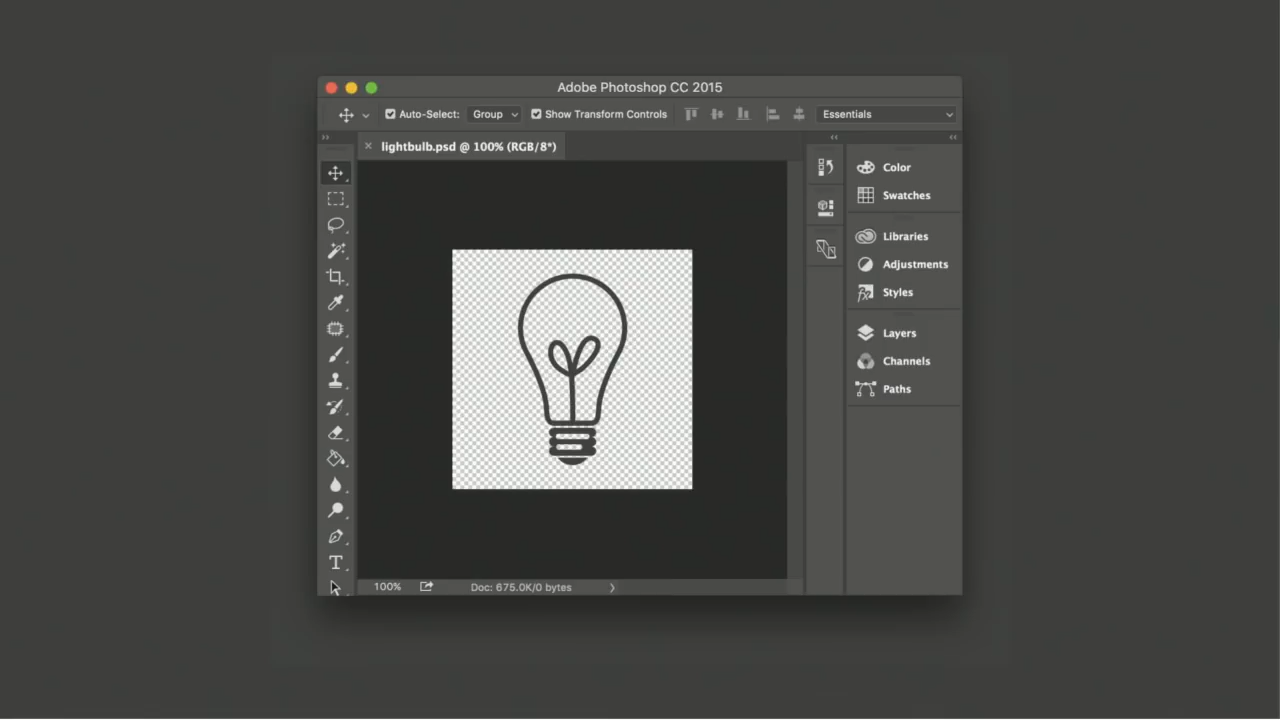 Adobe Photoshop CC 2015
Auto-Select: Group Show Transform Controls Essentials
lightbulb.psd @ 100% (RGB/8*)
Color
Swatches
Libraries
Adjustments
Styles
Layers
Channels
Paths
100% Doc: 675.0K/0 bytes